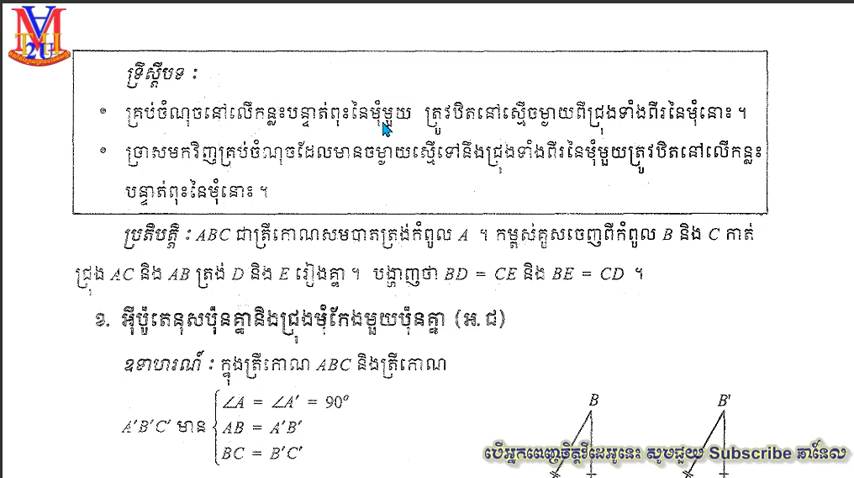 VA
MTH
2U
ទ្រឹស្តីបទ :
• គ្រប់ចំណុចនៅលើកន្លះបន្ទាត់ពុះនៃមុំមួយ ត្រូវឋិតនៅស្មើចម្ងាយពីជ្រុងទាំងពីរនៃមុំនោះ ។
• ច្រាសមកវិញគ្រប់ចំណុចដែលមានចម្ងាយស្មើទៅនឹងជ្រុងទាំងពីរនៃមុំមួយត្រូវឋិតនៅលើកន្លះ
បន្ទាត់ពុះនៃមុំនោះ ។
ប្រតិបត្តិ : ABC ជាត្រីកោណសមបាតត្រង់កំពូល A ។ កម្ពស់គូសចេញពីកំពូល B និង C កាត់
ជ្រុង AC និង AB ត្រង់ D និង E រៀងគ្នា ។ បង្ហាញថា BD = CE និង BE = CD ។
ខ. អ៊ីប៉ូតេនុសប៉ុនគ្នានិងជ្រុងមុំកែងមួយប៉ុនគ្នា (អ.ជ)
ឧទាហរណ៍ : ក្នុងត្រីកោណ ABC និងត្រីកោណ
A'B'C' មាន
∠A = ∠A' = 90°
AB = A'B'
BC = B'C'
B B'
បើអ្នកពេញចិត្តវីដេអូនេះ សូមជួយ Subscribe ឆានែល